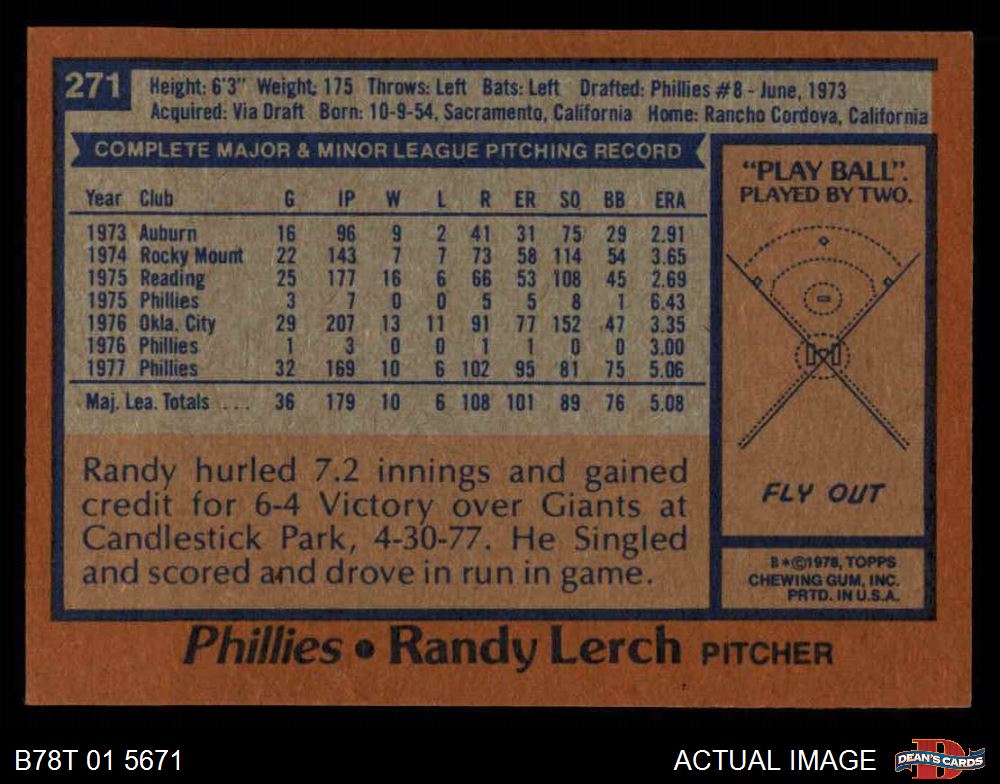 271
Height: 6'3" Weight: 175 Throws: Left Bats: Left Drafted: Phillies #8 - June, 1973
Acquired: Via Draft Born: 10-9-54, Sacramento, California Home: Rancho Cordova, California
COMPLETE MAJOR & MINOR LEAGUE PITCHING RECORD
Year Club G IP W L R ER SO BB ERA
1973 Auburn 16 96 9 2 41 31 75 29 2.91
1974 Rocky Mount 22 143 7 7 73 58 114 54 3.65
1975 Reading 25 177 16 6 66 53 108 45 2.69
1975 Phillies 3 7 0 0 5 5 8 1 6.43
1976 Okla. City 29 207 13 11 91 77 152 47 3.35
1976 Phillies 1 3 0 0 1 1 0 0 3.00
1977 Phillies 32 169 10 6 102 95 81 75 5.06
Maj. Lea. Totals ... 36 179 10 6 108 101 89 76 5.08
Randy hurled 7.2 innings and gained
credit for 6-4 Victory over Giants at
Candlestick Park, 4-30-77. He Singled
and scored and drove in run in game.
"PLAY BALL".
PLAYED BY TWO.
FLY OUT
B*©1978, TOPPS
CHEWING GUM, INC.
PRTD. IN U.S.A.
Phillies • Randy Lerch PITCHER
B78T 01 5671
ACTUAL IMAGE
D
DEAN'S CARDS